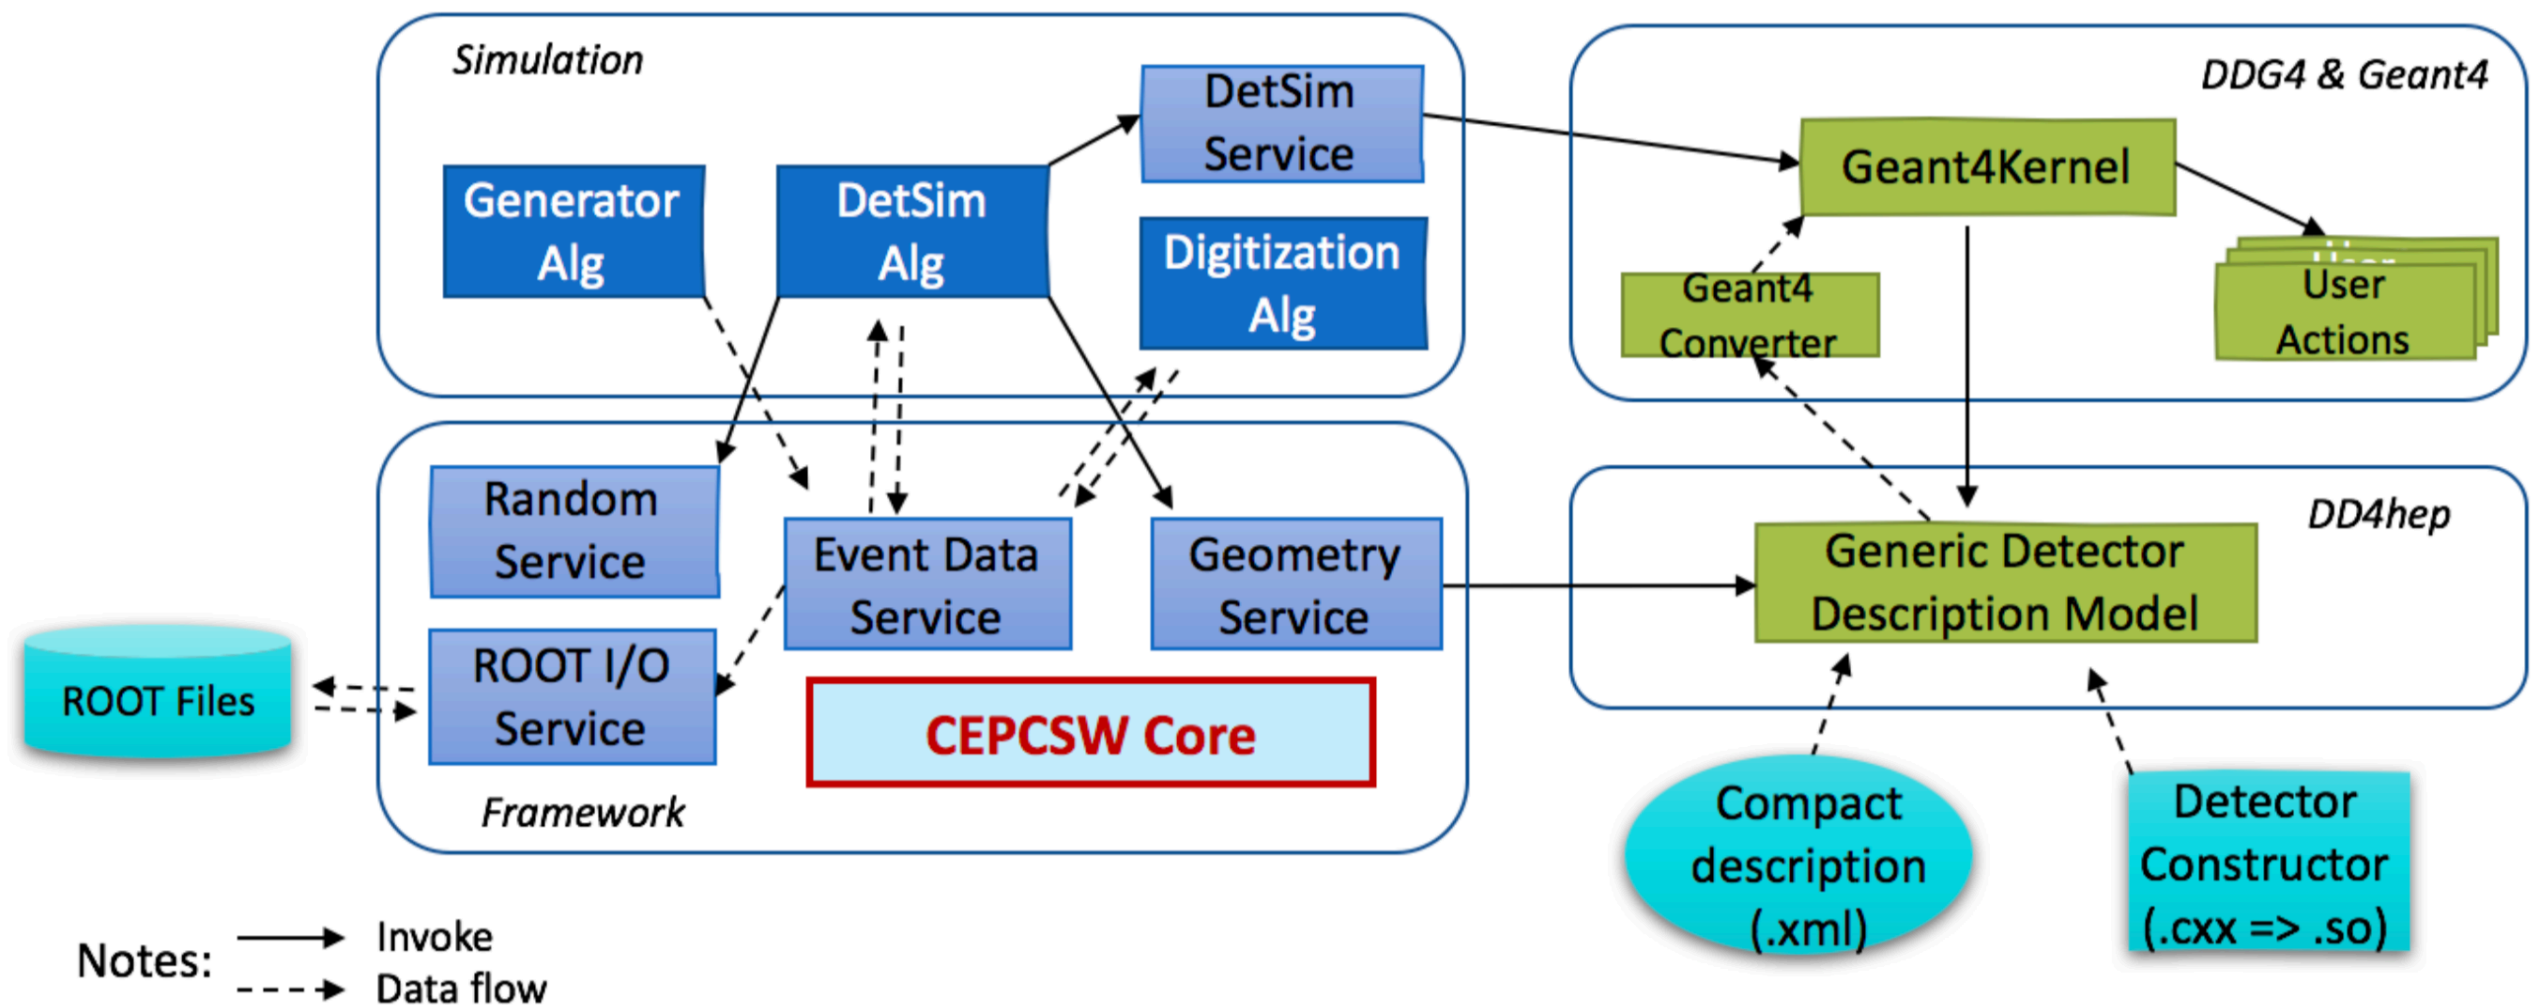 Simulation
DetSim
Service
Generator
Alg
DetSim
Alg
Digitization
Alg
DDG4 & Geant4
Geant4Kernel
Geant4
Converter
User
User
Actions
Random
Service
Event Data
Service
Geometry
Service
ROOT I/O
Service
CEPCSW Core
Framework
ROOT Files
DD4hep
Generic Detector
Description Model
Compact
description
(.xml)
Detector
Constructor
(.cxx => .so)
Notes:
Invoke
Data flow